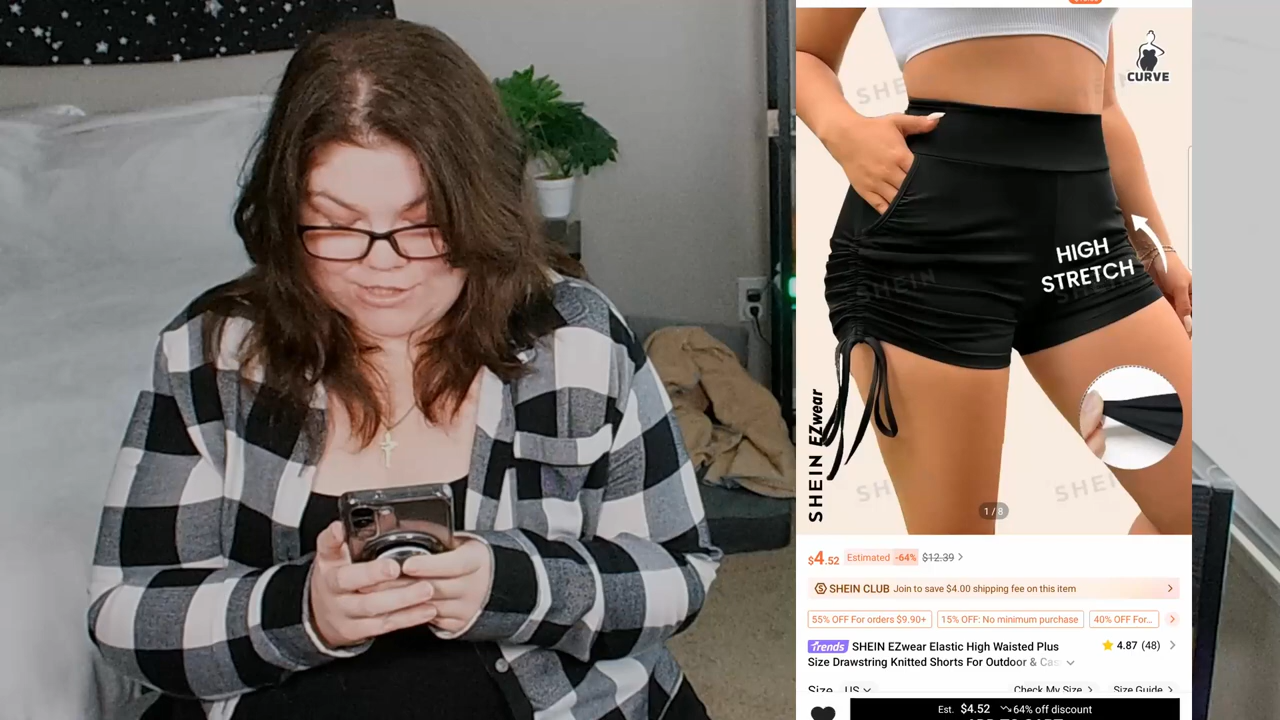 CURVE
SHEIN
HIGH
STRETCH
SHEIN
SHEIN EZwear
1 / 8
$4.52 Estimated -64% $12.39
SHEIN CLUB Join to save $4.00 shipping fee on this item
55% OFF For orders $9.90+
15% OFF: No minimum purchase
40% OFF For...
Trends SHEIN EZwear Elastic High Waisted Plus
Size Drawstring Knitted Shorts For Outdoor & Cas
4.87 (48)
Size US
Check My Size
Size Guide
Est. $4.52 64% off discount